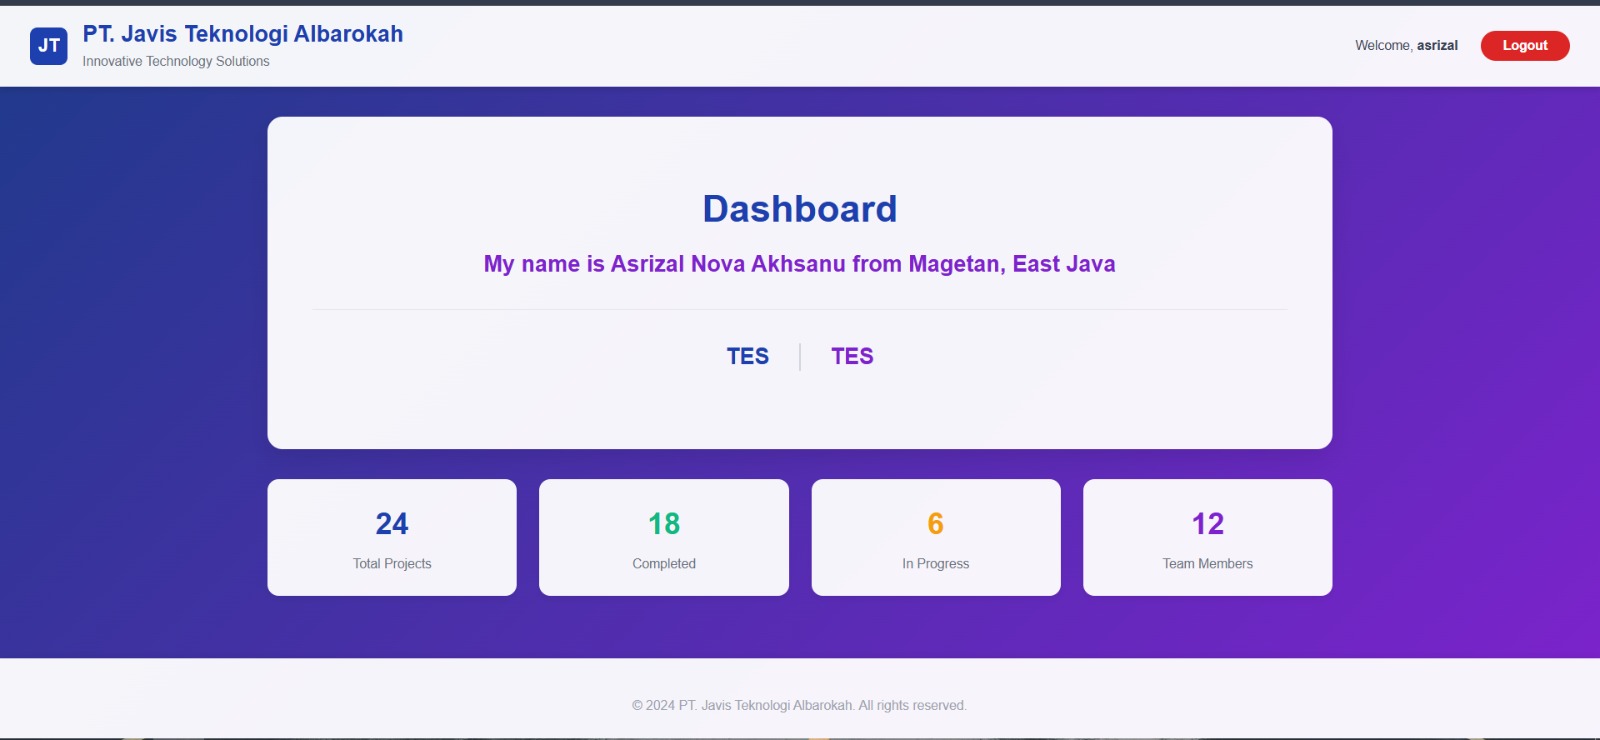 JT
PT. Javis Teknologi Albarokah
Innovative Technology Solutions
Welcome, asrizal
Logout
Dashboard
My name is Asrizal Nova Akhsanu from Magetan, East Java
TES
TES
24
Total Projects
18
Completed
6
In Progress
12
Team Members
© 2024 PT. Javis Teknologi Albarokah. All rights reserved.